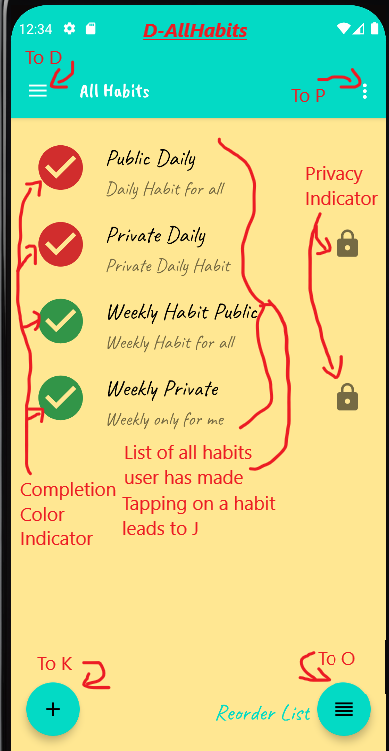 12:34
D-AllHabits
To D
All Habits
To P
Public Daily
Daily Habit for all
Privacy
Indicator
Private Daily
Private Daily Habit
Weekly Habit Public
Weekly Habit for all
Weekly Private
Weekly only for me
List of all habits
user has made
Tapping on a habit
leads to J
Completion
Color
Indicator
To K
To O
Reorder List